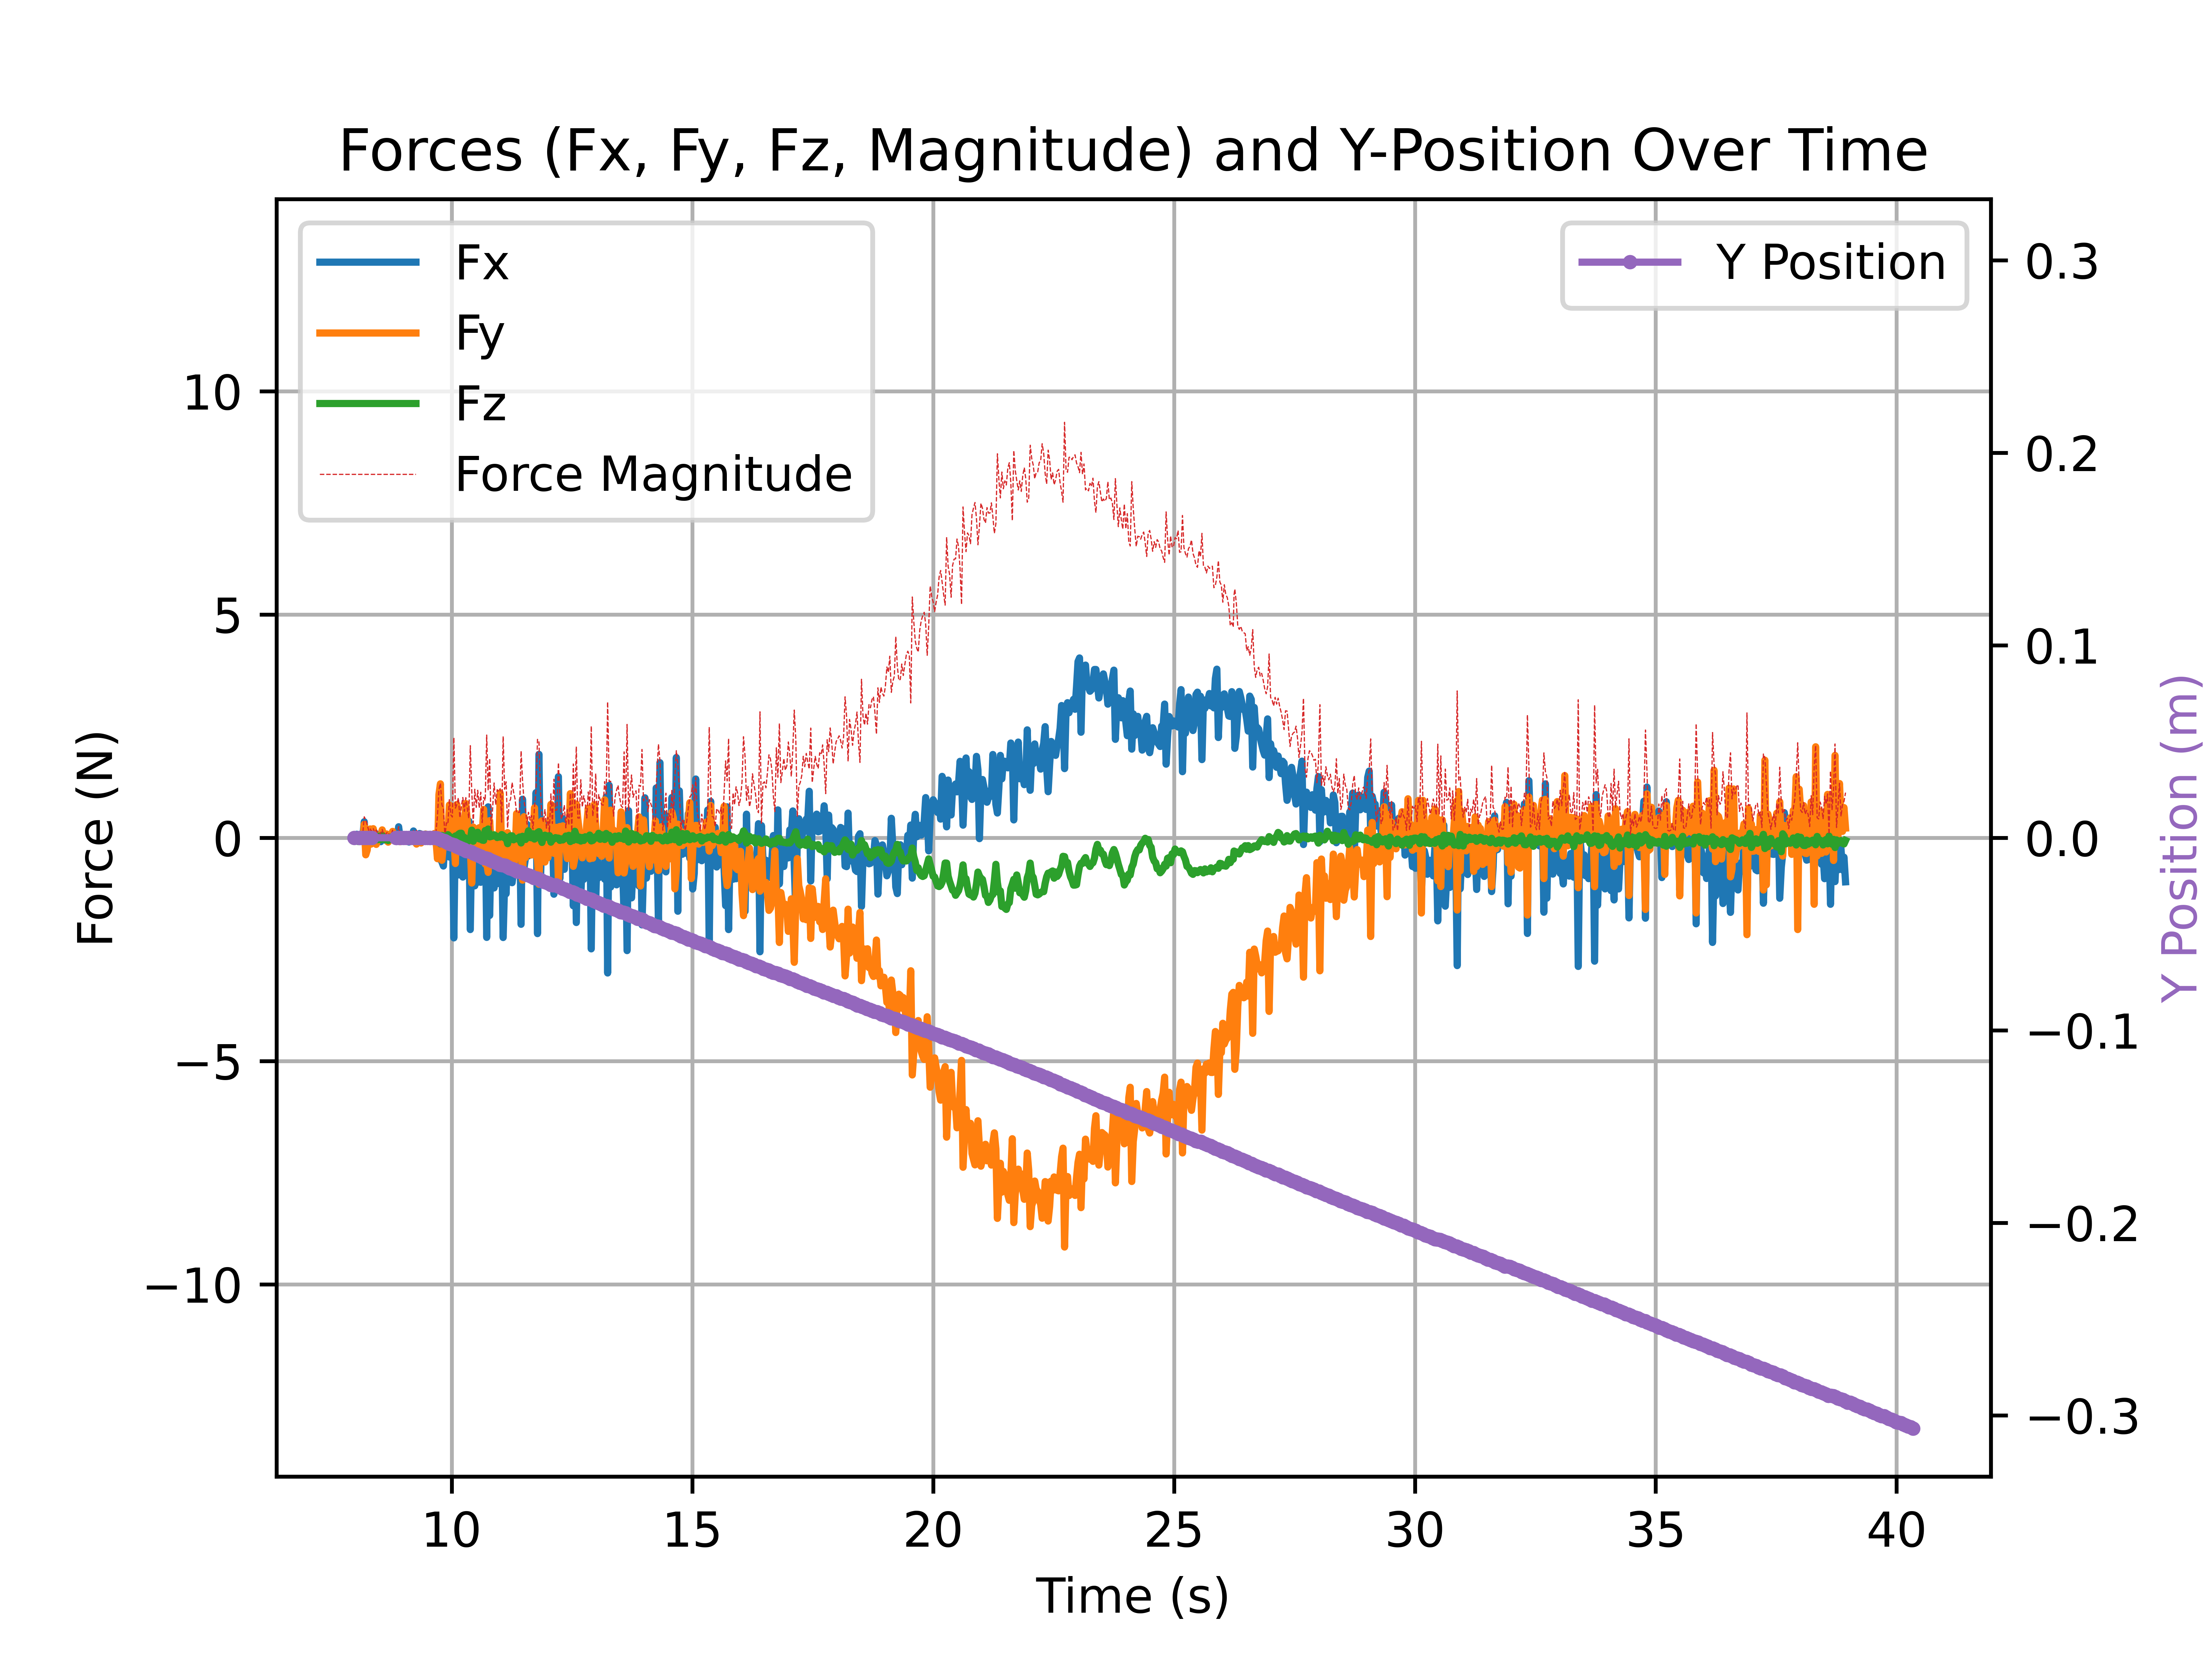 Forces (Fx, Fy, Fz, Magnitude) and Y-Position Over Time
Fx
Fy
Fz
Force Magnitude
Y Position
10
5
0
−5
−10
Force (N)
0.3
0.2
0.1
0.0
−0.1
−0.2
−0.3
Y Position (m)
10 15 20 25 30 35 40
Time (s)